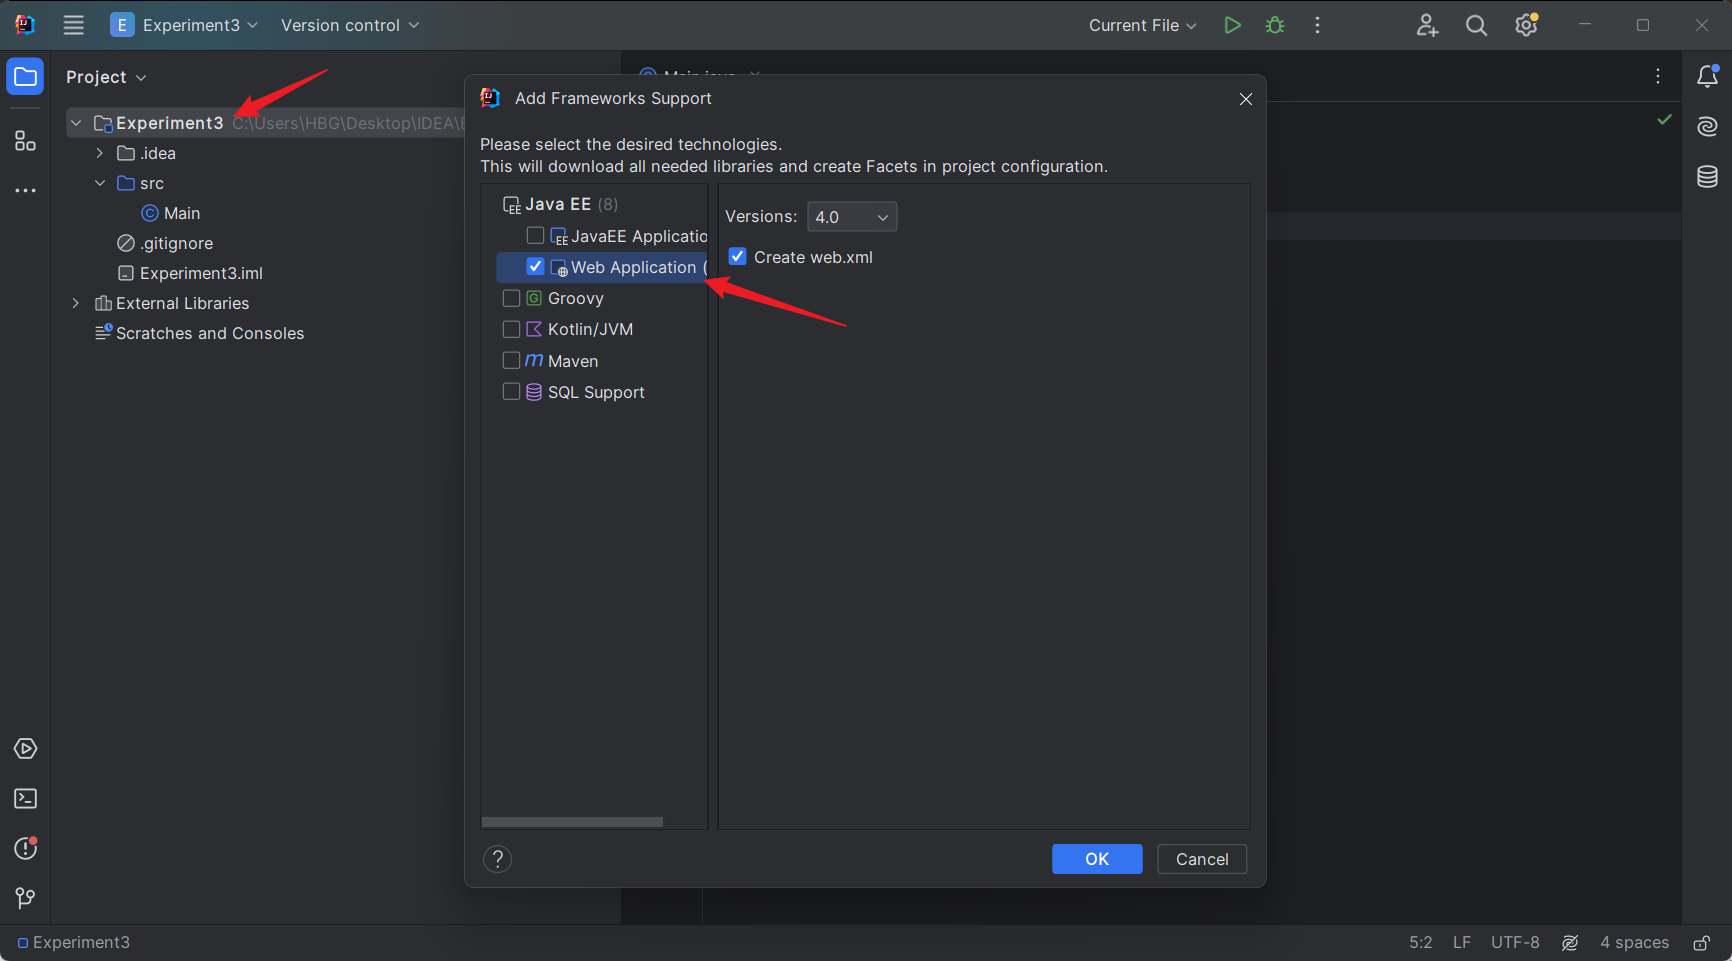 Experiment3
Version control
Current File
Project
Main.java
Experiment3 C:\Users\HBG\Desktop\IDEA\
.idea
src
Main
.gitignore
Experiment3.iml
External Libraries
Scratches and Consoles
Add Frameworks Support
Please select the desired technologies.
This will download all needed libraries and create Facets in project configuration.
Java EE (8)
JavaEE Applicatio
Web Application (
Groovy
Kotlin/JVM
Maven
SQL Support
Versions: 4.0
Create web.xml
?
OK
Cancel
Experiment3
5:2 LF UTF-8 4 spaces